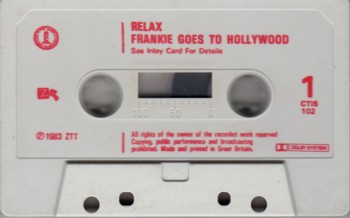 RELAX
FRANKIE GOES TO HOLLYWOOD
See Inlay Card For Details
1
CTIS
102
100 50 0
℗1983 ZTT
All rights of the owner of the recorded work reserved
Copying, public performance and broadcasting
prohibited. Made and printed in Great Britain.
DOLBY SYSTEM